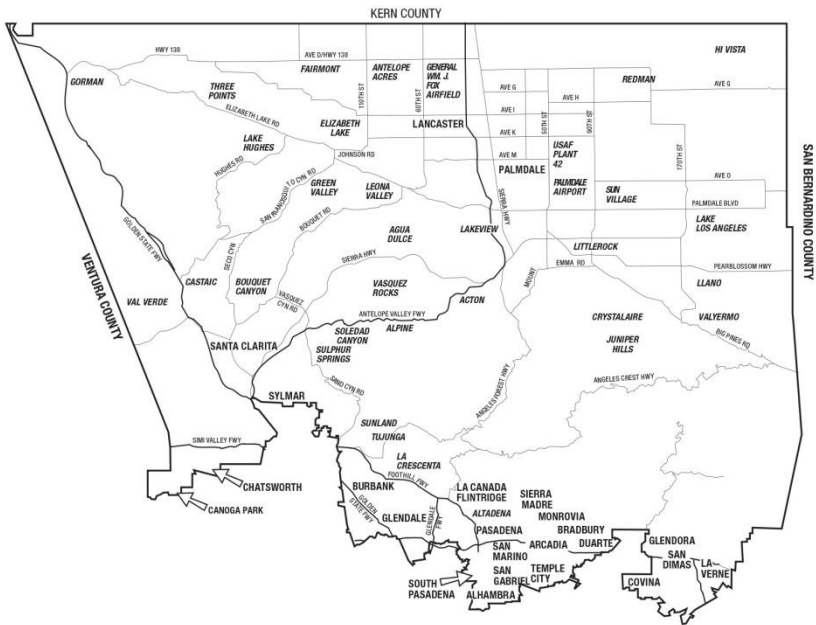 KERN COUNTY
HWY 138
AVE D/HWY 138
HI VISTA
GORMAN
THREE
POINTS
FAIRMONT
ANTELOPE
ACRES
GENERAL
WM. J.
FOX
AIRFIELD
REDMAN
AVE G
AVE G
AVE H
110TH ST
60TH ST
50TH ST
90TH ST
ELIZABETH LAKE RD
ELIZABETH
LAKE
LANCASTER
AVE I
AVE K
LAKE
HUGHES
JOHNSON RD
AVE M
USAF
PLANT
42
170TH ST
HUGHES RD
PALMDALE
AVE O
SAN FRANCISQUITO CYN RD
GREEN
VALLEY
LEONA
VALLEY
PALMDALE
AIRPORT
SUN
VILLAGE
SIERRA HWY
PALMDALE BLVD
SAN BERNARDINO COUNTY
GOLDEN STATE FWY
BOUQUET RD
AGUA
DULCE
LAKEVIEW
LAKE
LOS ANGELES
SECO CYN
SIERRA HWY
LITTLEROCK
EMMA RD
MOUNT
PEARBLOSSOM HWY
VENTURA COUNTY
CASTAIC
BOUQUET
CANYON
VASQUEZ
ROCKS
LLANO
VAL VERDE
VASQUEZ
CYN RD
ACTON
ANTELOPE VALLEY FWY
CRYSTALAIRE
VALYERMO
SOLEDAD
CANYON
ALPINE
JUNIPER
HILLS
BIG PINES RD
SANTA CLARITA
SULPHUR
SPRINGS
SAND CYN RD
ANGELES FOREST HWY
ANGELES CREST HWY
SYLMAR
SUNLAND
TUJUNGA
SIMI VALLEY FWY
LA
CRESCENTA
FOOTHILL FWY
CHATSWORTH
CANOGA PARK
BURBANK
GOLDEN
STATE FWY
GLENDALE
GLENDALE
FWY
LA CANADA
FLINTRIDGE
SIERRA
MADRE
ALTADENA
MONROVIA
PASADENA
BRADBURY
SAN
MARINO
ARCADIA
DUARTE
GLENDORA
SAN
DIMAS
LA
VERNE
COVINA
SOUTH
PASADENA
SAN
GABRIEL
TEMPLE
CITY
ALHAMBRA